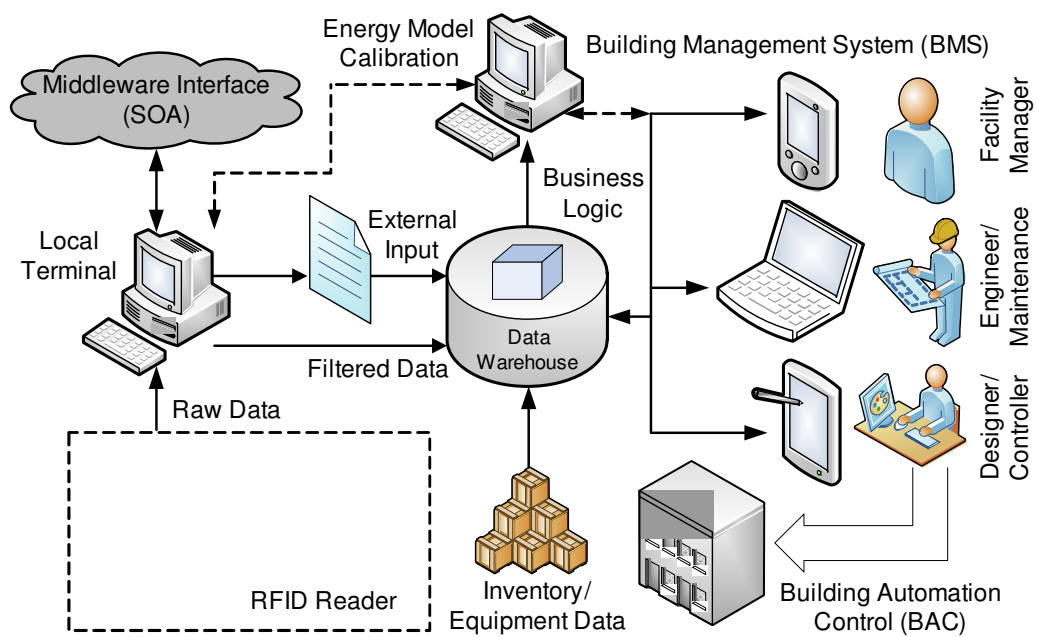 Energy Model
Calibration
Building Management System (BMS)
Middleware Interface
(SOA)
Facility
Manager
Business
Logic
External
Input
Local
Terminal
Engineer/
Maintenance
Data
Warehouse
Filtered Data
Raw Data
Designer/
Controller
RFID Reader
Inventory/
Equipment Data
Building Automation
Control (BAC)